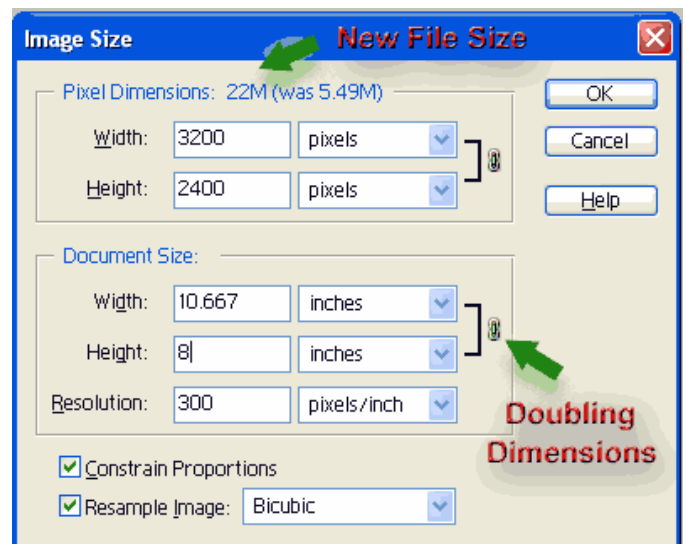 Image Size
New File Size
Pixel Dimensions: 22M (was 5.49M)
Width: 3200 pixels
Height: 2400 pixels
OK
Cancel
Help
Document Size:
Width: 10.667 inches
Height: 8 inches
Resolution: 300 pixels/inch
Doubling
Dimensions
Constrain Proportions
Resample Image: Bicubic